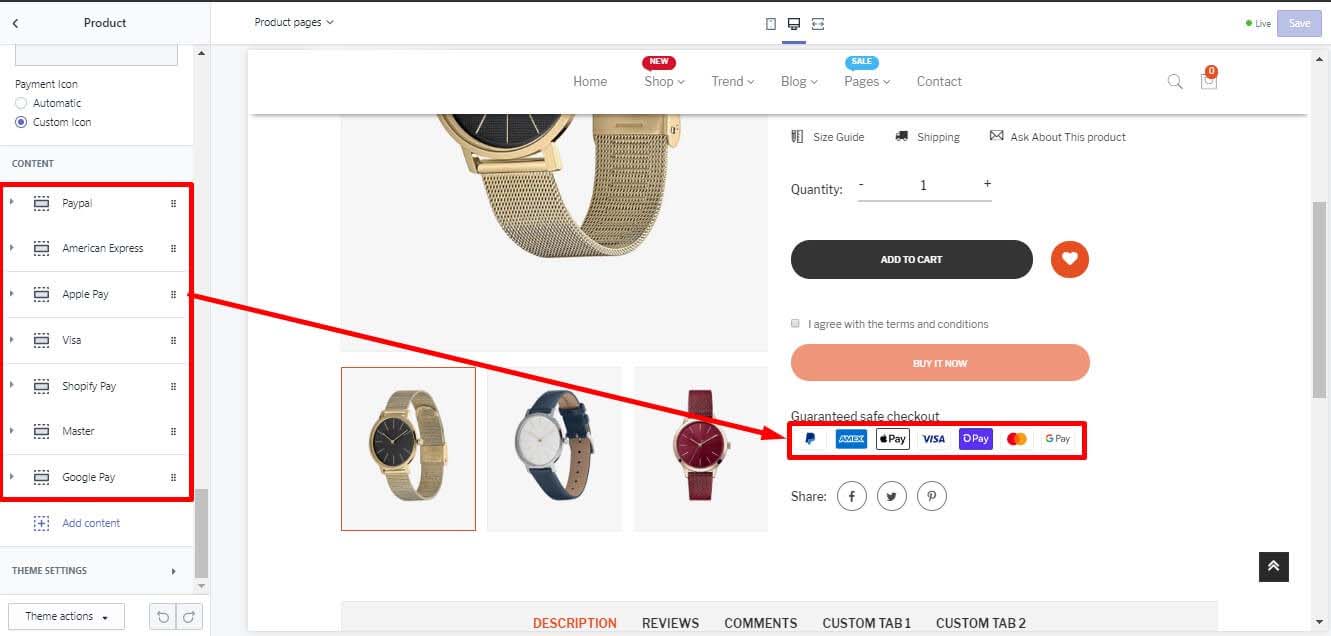 Product
Product pages
Live
Save
Payment Icon
Automatic
Custom Icon
CONTENT
Paypal
American Express
Apple Pay
Visa
Shopify Pay
Master
Google Pay
Add content
THEME SETTINGS
Theme actions
NEW
SALE
Home
Shop
Trend
Blog
Pages
Contact
0
Size Guide
Shipping
Ask About This product
Quantity:
- 1 +
ADD TO CART
I agree with the terms and conditions
BUY IT NOW
Guaranteed safe checkout
AMEX
Pay
VISA
Pay
G Pay
Share:
DESCRIPTION
REVIEWS
COMMENTS
CUSTOM TAB 1
CUSTOM TAB 2